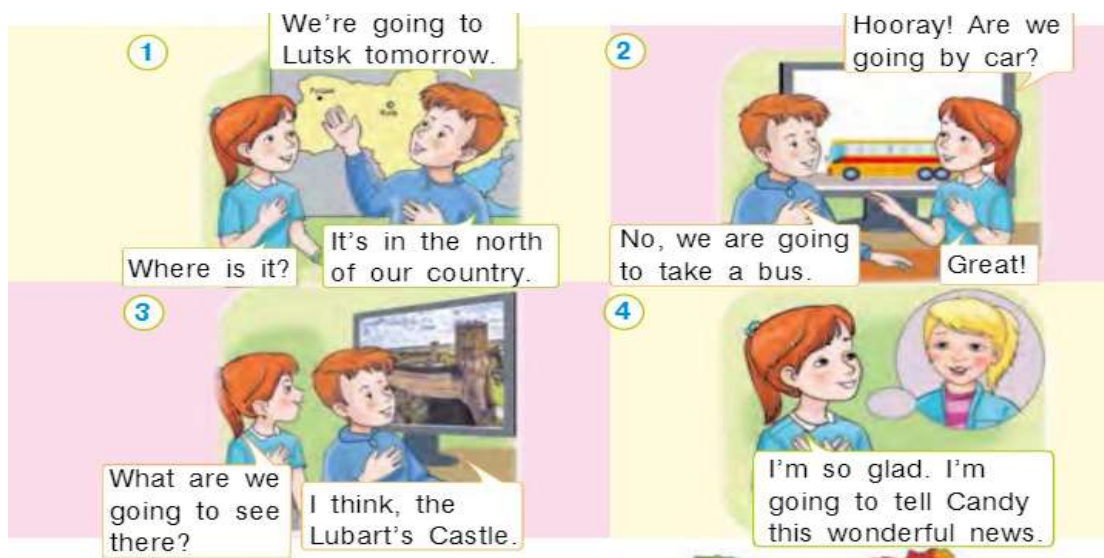 1
We're going to
Lutsk tomorrow.
Where is it?
It's in the north
of our country.
2
Hooray! Are we
going by car?
No, we are going
to take a bus.
Great!
3
What are we
going to see
there?
I think, the
Lubart's Castle.
4
I'm so glad. I'm
going to tell Candy
this wonderful news.